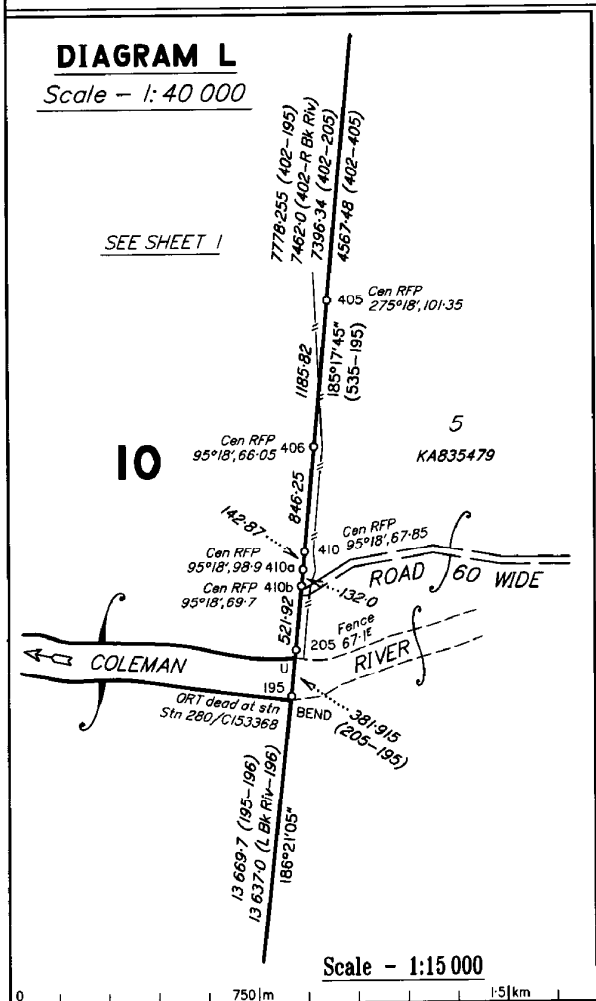 DIAGRAM L
Scale - 1:40 000
7778·255 (402-195)
7462·0 (402-R Bk Riv)
7396·34 (402-205)
4567·48 (402-405)
SEE SHEET 1
405 Cen RFP
275°18', 101·35
1185·82
185°17'45"
(535-195)
5
KA835479
10
Cen RFP 406
95°18', 66·05
846·25
142·87
Cen RFP
410 95°18', 67·85
Cen RFP
95°18', 98·9 410a
Cen RFP 410b
95°18', 69·7
132·0
ROAD 60 WIDE
521·92
Fence
205 67·1E
U
COLEMAN RIVER
195
ORT dead at stn
Stn 280/C153368
BEND
381·915
(205-195)
13 669·7 (195-196)
13 637·0 (L Bk Riv-196)
186°21'05"
Scale - 1:15 000
0 750 m 1·5 km